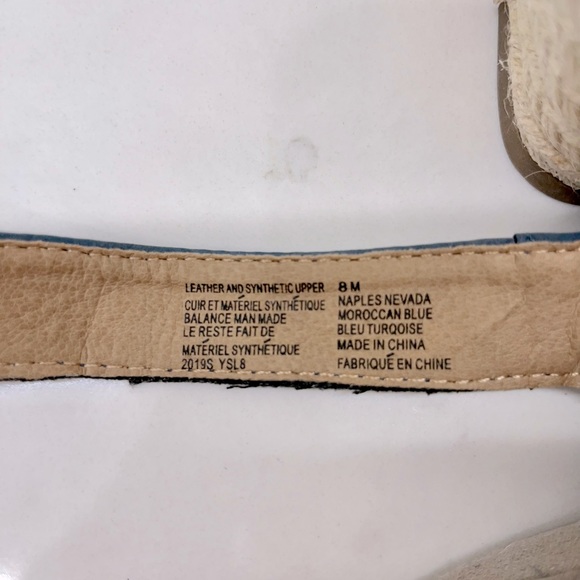 LEATHER AND SYNTHETIC UPPER
CUIR ET MATÉRIEL SYNTHÉTIQUE
BALANCE MAN MADE
LE RESTE FAIT DE
MATÉRIEL SYNTHÉTIQUE
2019S YSL8
8 M
NAPLES NEVADA
MOROCCAN BLUE
BLEU TURQOISE
MADE IN CHINA
FABRIQUÉ EN CHINE